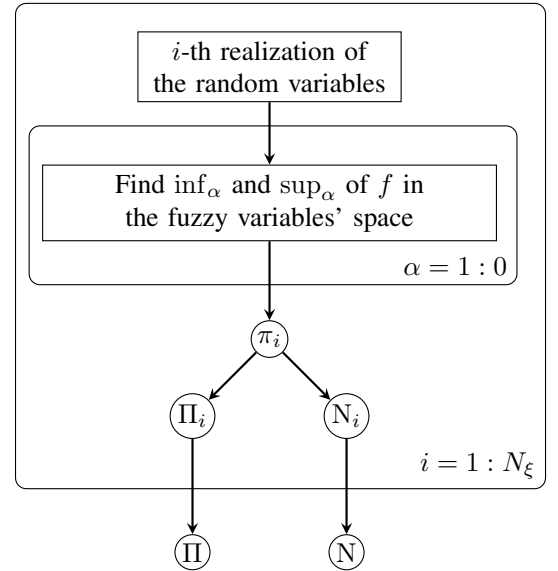 i-th realization of
the random variables
Find inf_α and sup_α of f in
the fuzzy variables' space
α = 1 : 0
π_i
Π_i N_i
i = 1 : N_ξ
Π N